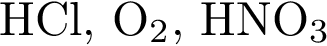 HCl, O₂, HNO₃